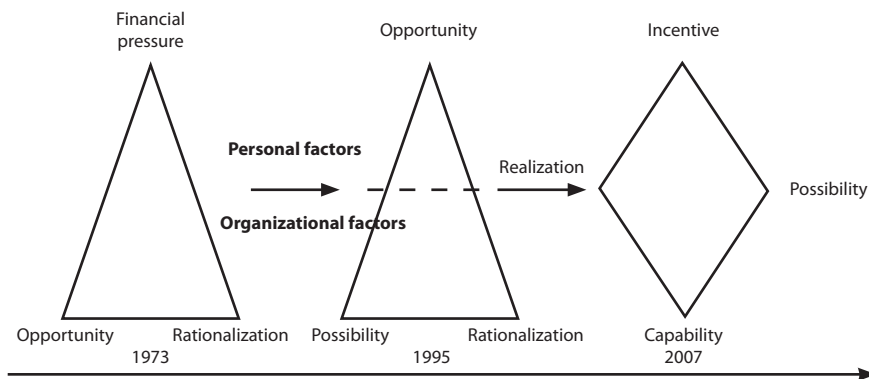 Financial
pressure
Opportunity
Incentive
Personal factors
Realization
Possibility
Organizational factors
Opportunity
Rationalization
Possibility
Rationalization
Capability
1973
1995
2007